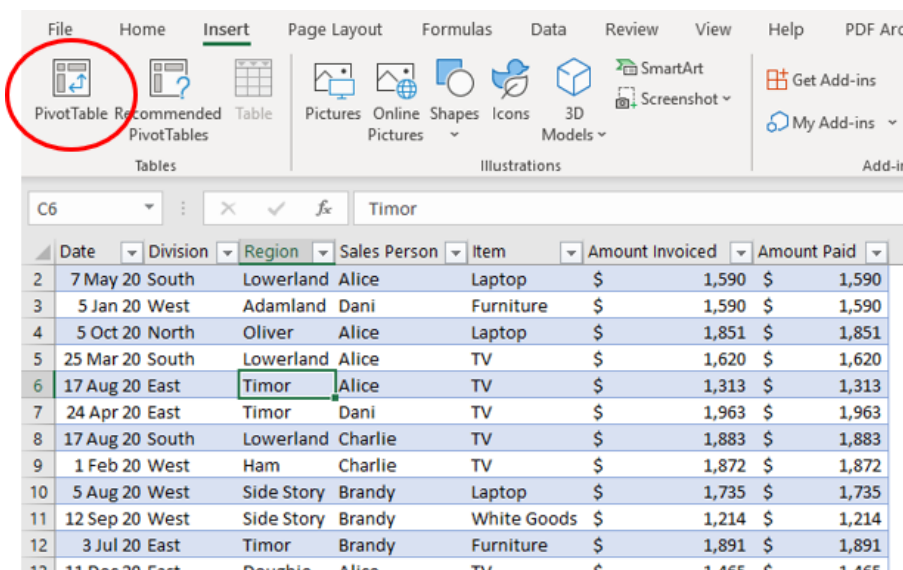 File Home Insert Page Layout Formulas Data Review View Help PDF Arc
PivotTable Recommended PivotTables Table Pictures Online Pictures Shapes Icons 3D Models SmartArt Screenshot Get Add-ins My Add-ins
Tables Illustrations Add-i
C6 fx Timor
Date Division Region Sales Person Item Amount Invoiced Amount Paid
2 7 May 20 South Lowerland Alice Laptop $ 1,590 $ 1,590
3 5 Jan 20 West Adamland Dani Furniture $ 1,590 $ 1,590
4 5 Oct 20 North Oliver Alice Laptop $ 1,851 $ 1,851
5 25 Mar 20 South Lowerland Alice TV $ 1,620 $ 1,620
6 17 Aug 20 East Timor Alice TV $ 1,313 $ 1,313
7 24 Apr 20 East Timor Dani TV $ 1,963 $ 1,963
8 17 Aug 20 South Lowerland Charlie TV $ 1,883 $ 1,883
9 1 Feb 20 West Ham Charlie TV $ 1,872 $ 1,872
10 5 Aug 20 West Side Story Brandy Laptop $ 1,735 $ 1,735
11 12 Sep 20 West Side Story Brandy White Goods $ 1,214 $ 1,214
12 3 Jul 20 East Timor Brandy Furniture $ 1,891 $ 1,891